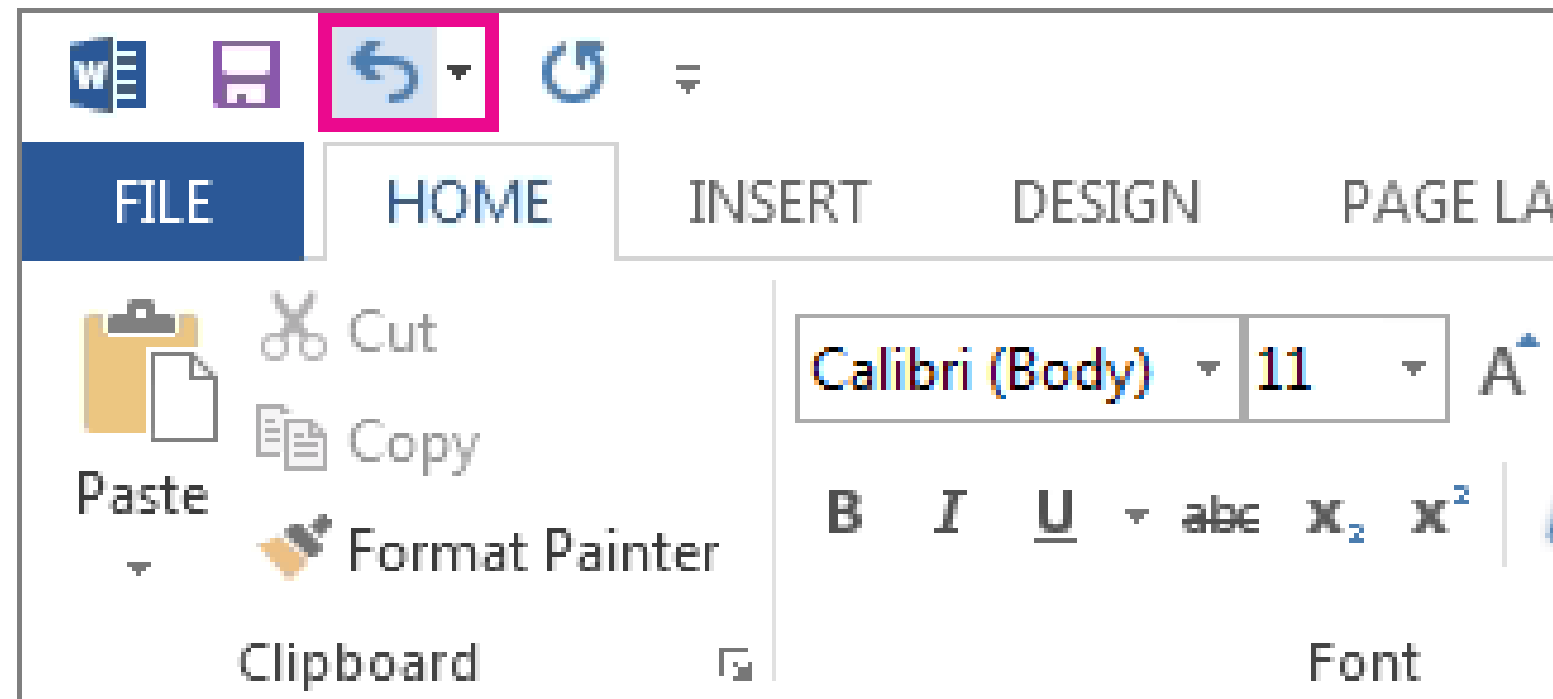 W
FILE HOME INSERT DESIGN PAGE LA
Cut
Copy
Paste
Format Painter
Clipboard
Calibri (Body) 11 A
B I U abc x₂ x²
Font